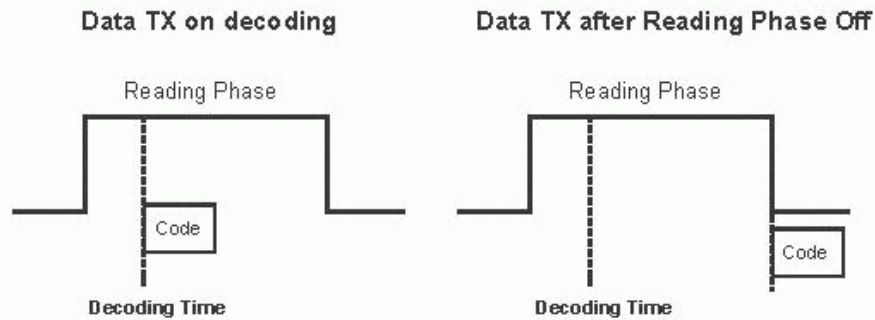 Data TX on decoding
Reading Phase
Code
Decoding Time
Data TX after Reading Phase Off
Reading Phase
Code
Decoding Time